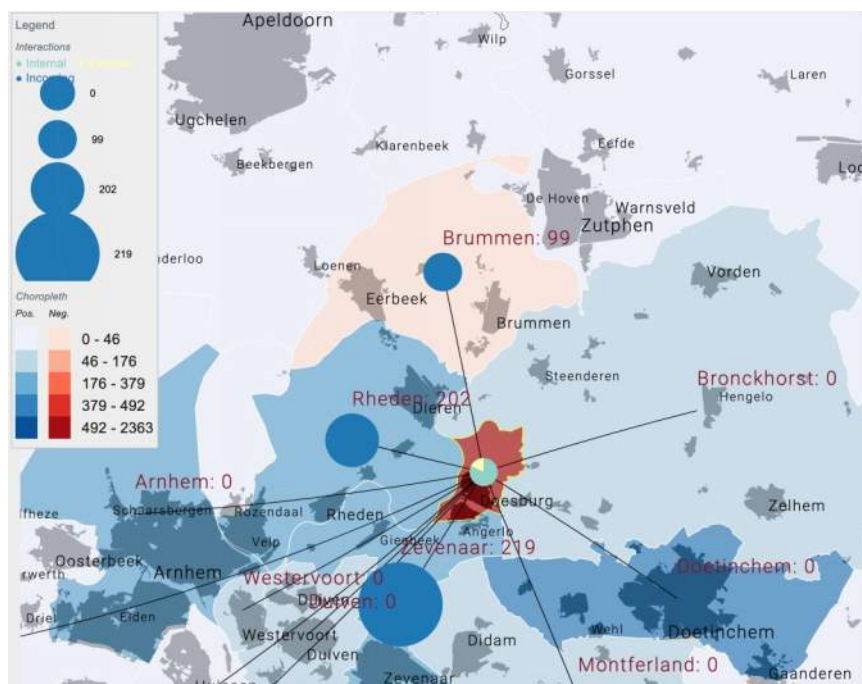 Legend
Interactions
Internal
Incoming
0
99
202
219
Choropleth
Pos. Neg.
0 - 46
46 - 176
176 - 379
379 - 492
492 - 2363
Apeldoorn
Wilp
Gorssel
Laren
Ugchelen
Klarenbeek
Eefde
Beekbergen
De Hoven
Warnsveld
Zutphen
Brummen: 99
Loenen
Vorden
Eerbeek
Brummen
Steenderen
Bronckhorst: 0
Rheden: 202
Hengelo
Dieren
Arnhem: 0
Schaarsbergen
Rozendaal
Rheden
Doesburg
Zelhem
Velp
Giesbeek
Angerlo
Oosterbeek
Zevenaar: 219
Arnhem
Westervoort: 0
Doetinchem: 0
Duiven: 0
Driel
Elden
Wehl
Westervoort
Didam
Doetinchem
Duiven
Montferland: 0
Zevenaar
Gaanderen